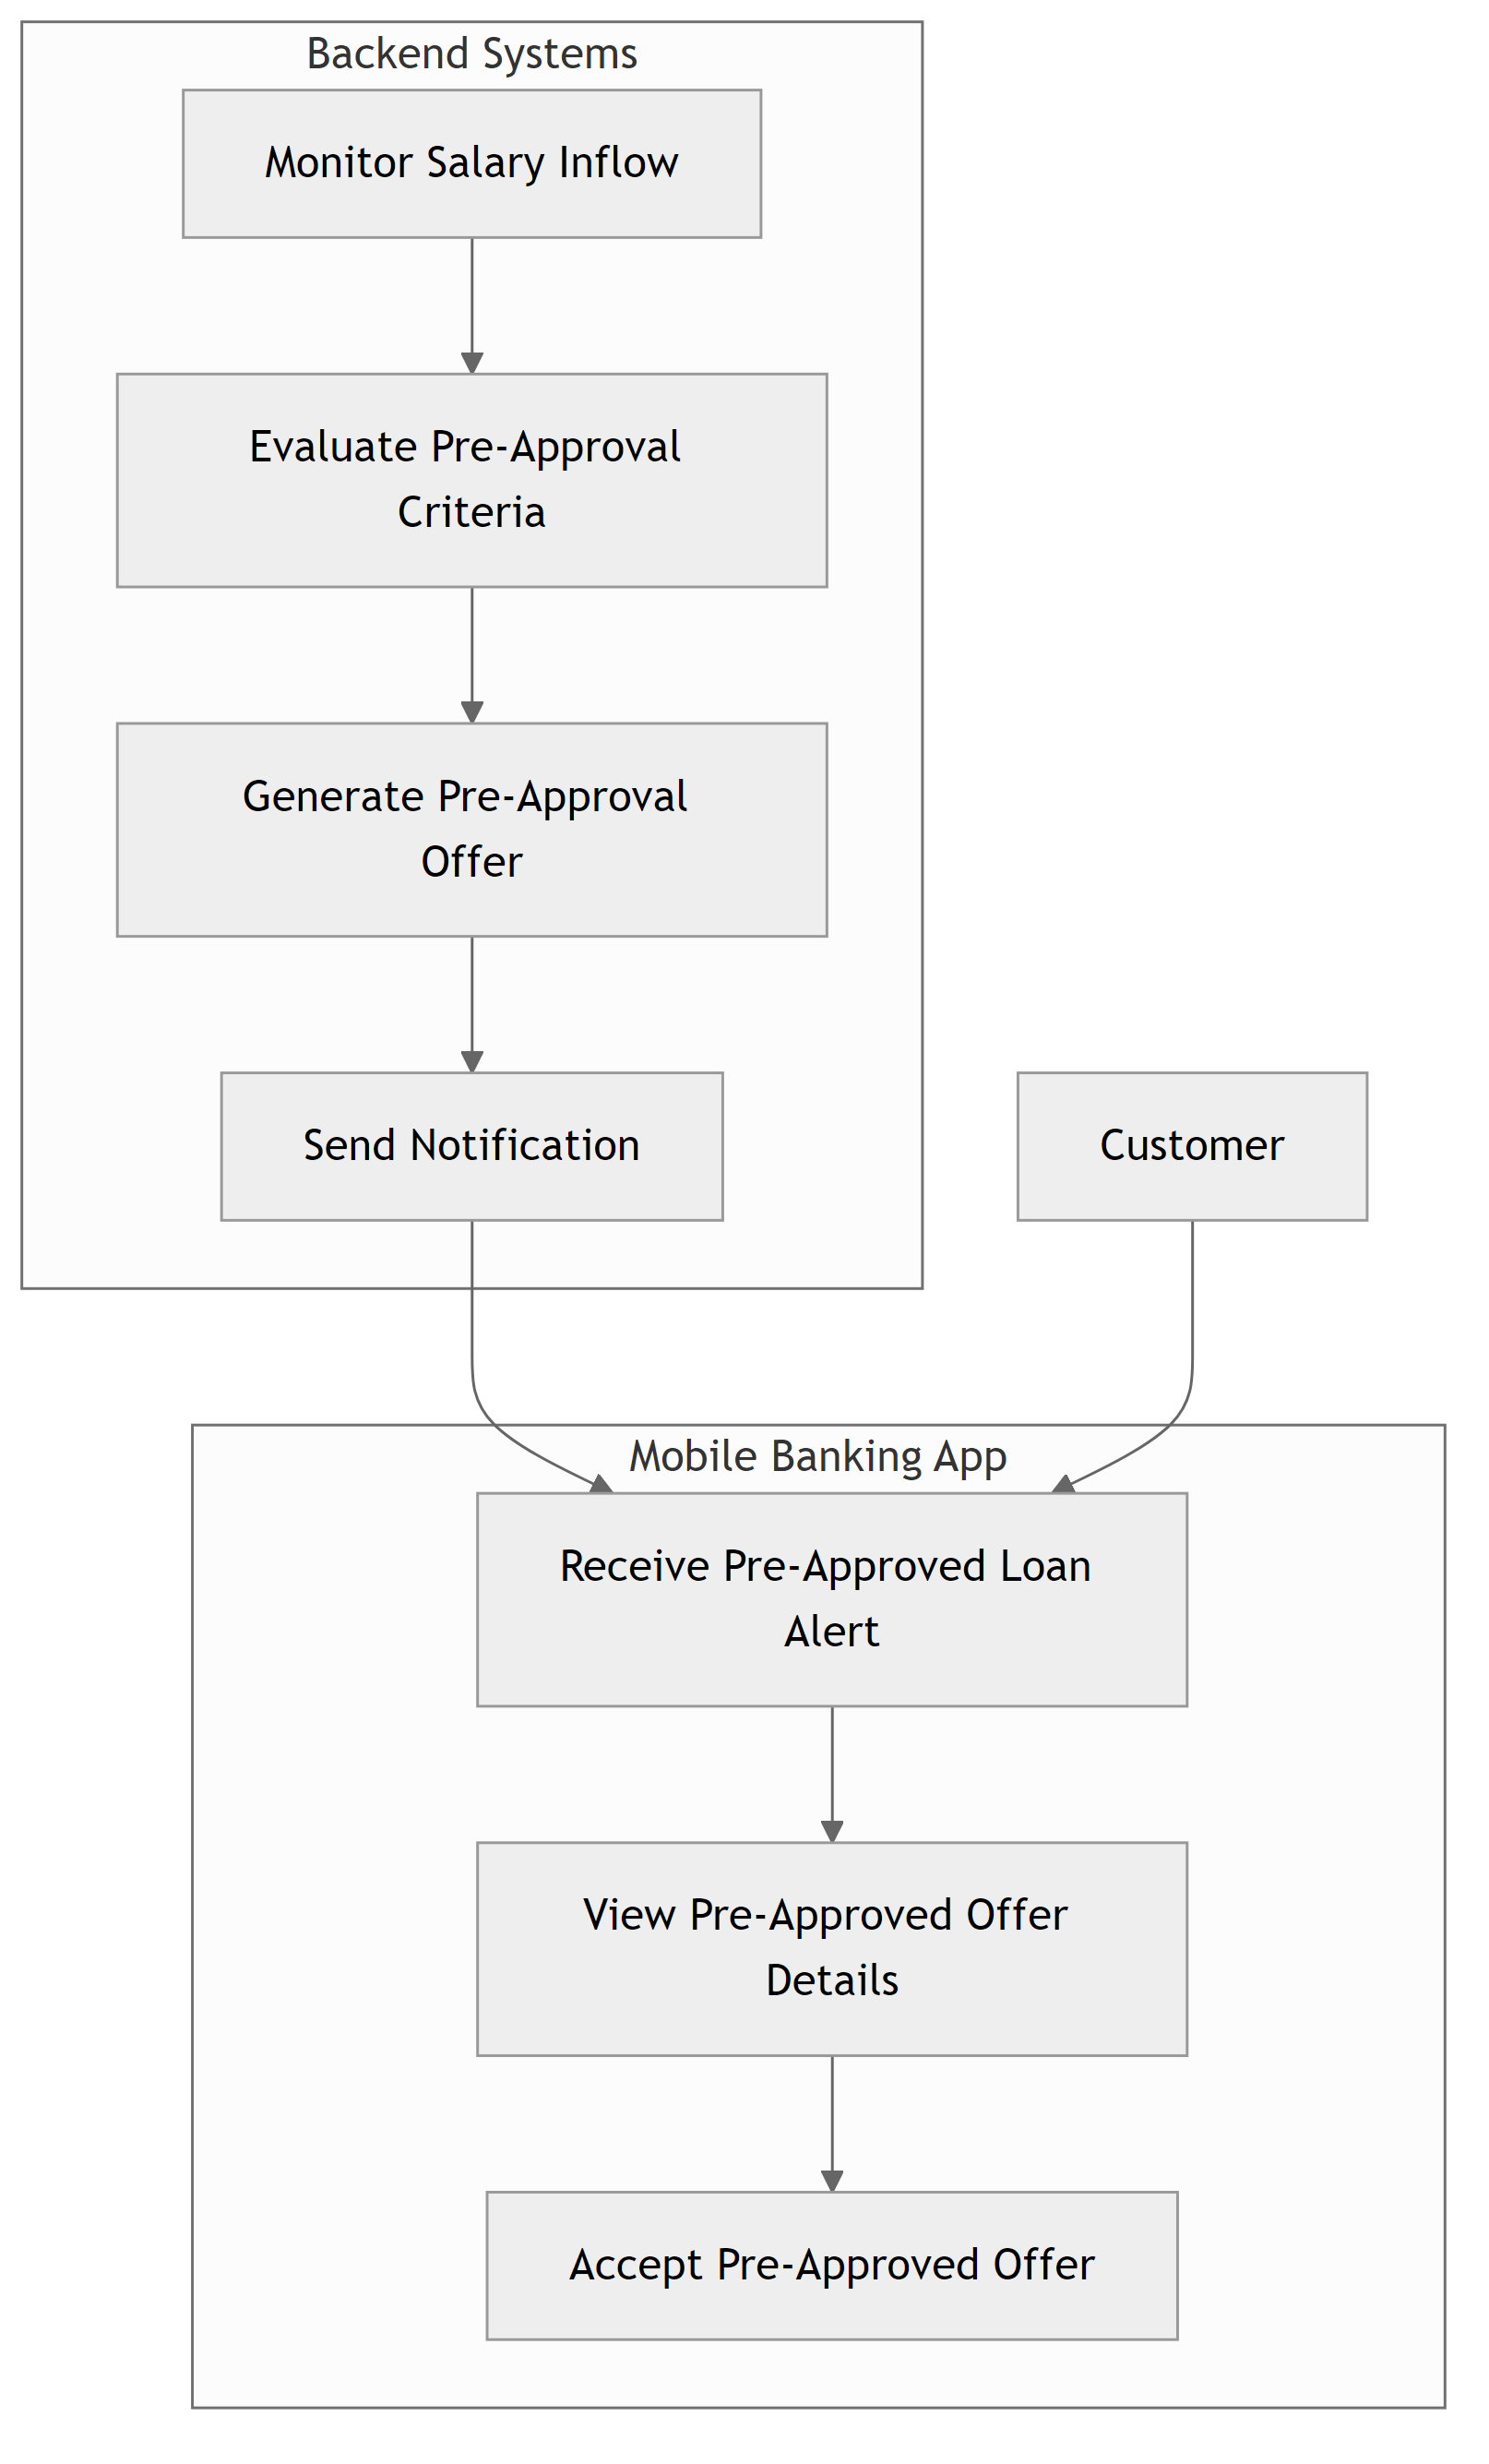 Backend Systems
Monitor Salary Inflow
Evaluate Pre-Approval
Criteria
Generate Pre-Approval
Offer
Send Notification
Customer
Mobile Banking App
Receive Pre-Approved Loan
Alert
View Pre-Approved Offer
Details
Accept Pre-Approved Offer